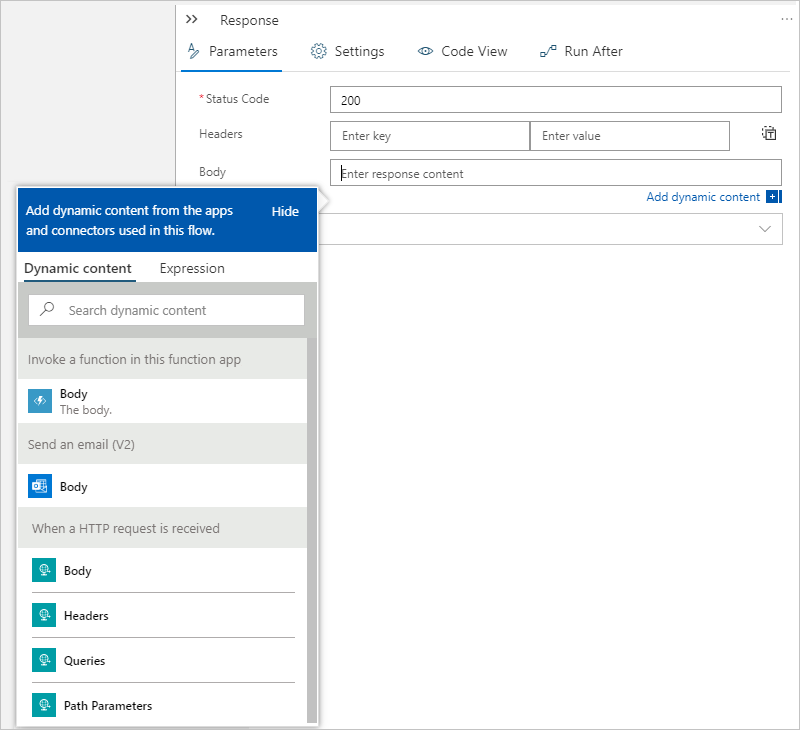 Response
Parameters
Settings
Code View
Run After
*Status Code
200
Headers
Enter key
Enter value
Body
Enter response content
Add dynamic content
Add dynamic content from the apps
and connectors used in this flow.
Hide
Dynamic content
Expression
Search dynamic content
Invoke a function in this function app
Body
The body.
Send an email (V2)
Body
When a HTTP request is received
Body
Headers
Queries
Path Parameters